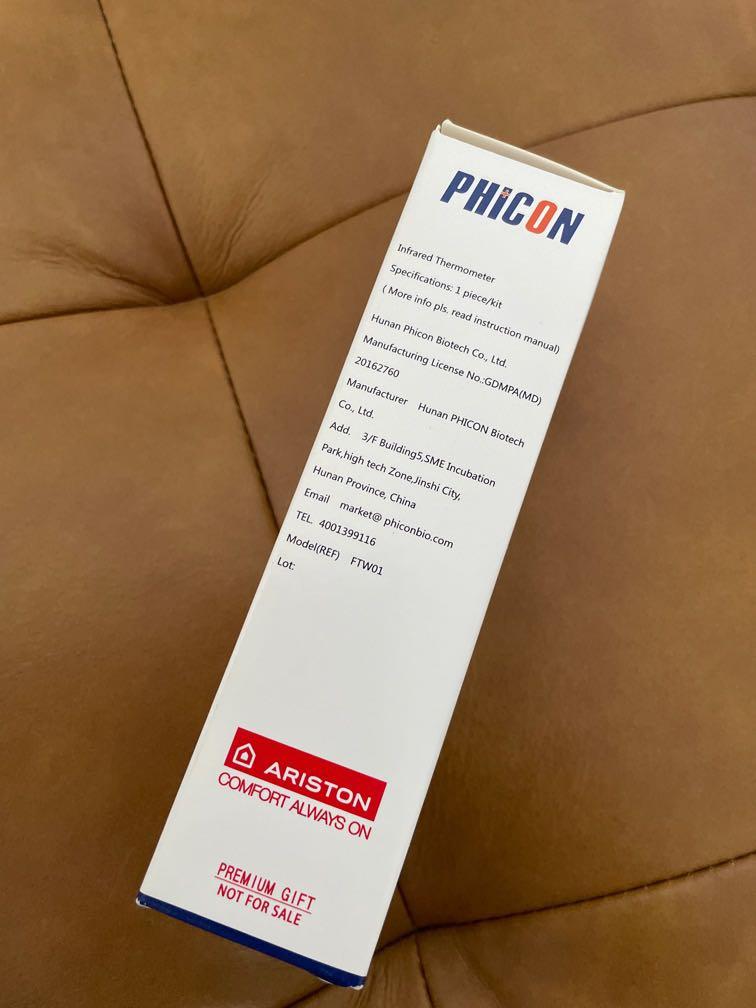 PHiCON
Infrared Thermometer
Specifications: 1 piece/kit
( More info pls, read instruction manual)
Hunan Phicon Biotech Co., Ltd.
Manufacturing License No.:GDMPA(MD)
20162760
Manufacturer Hunan PHICON Biotech
Co., Ltd.
Add. 3/F Building5,SME Incubation
Park,high tech Zone,Jinshi City,
Hunan Province, China
Email market@ phiconbio.com
TEL. 4001399116
Model(REF) FTW01
Lot:
ARISTON
COMFORT ALWAYS ON
PREMIUM GIFT
NOT FOR SALE